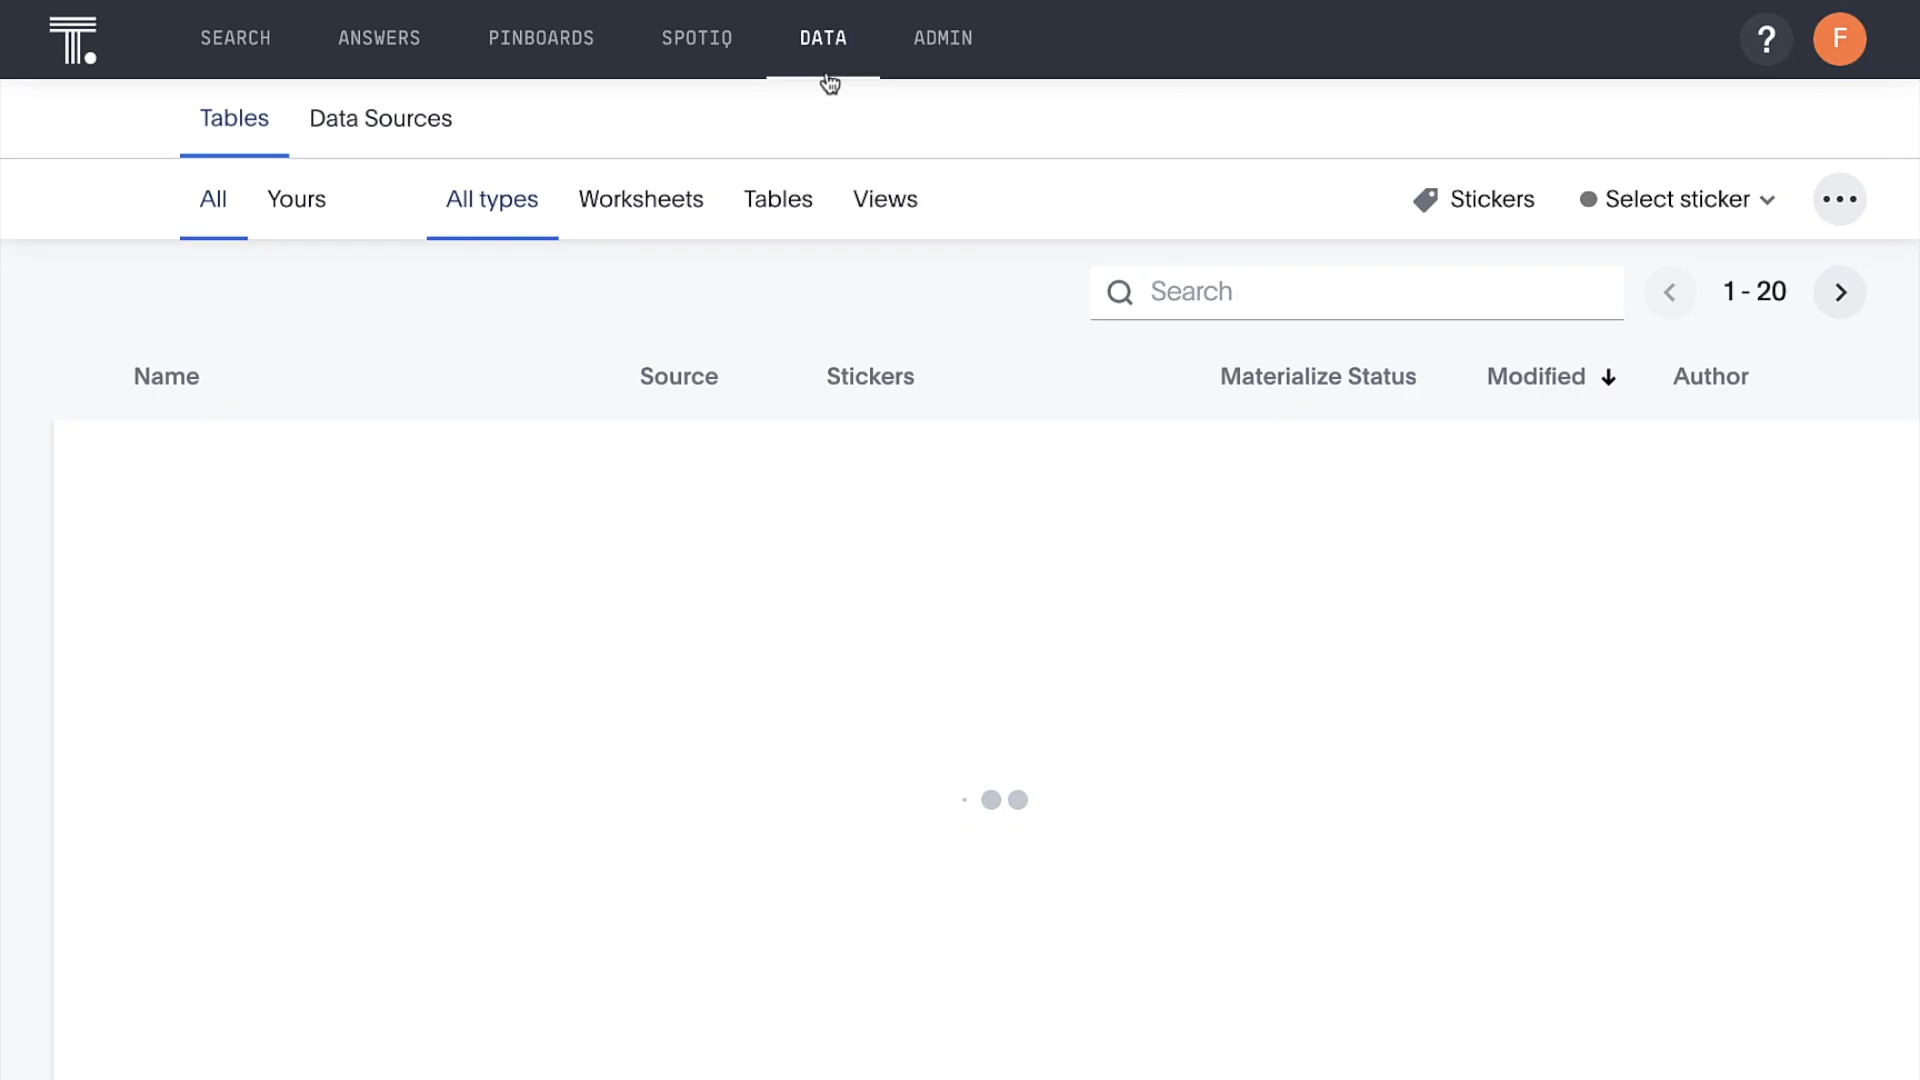 SEARCH ANSWERS PINBOARDS SPOTIQ DATA ADMIN ? F
Tables Data Sources
All Yours All types Worksheets Tables Views Stickers Select sticker
Search 1 - 20
Name Source Stickers Materialize Status Modified Author